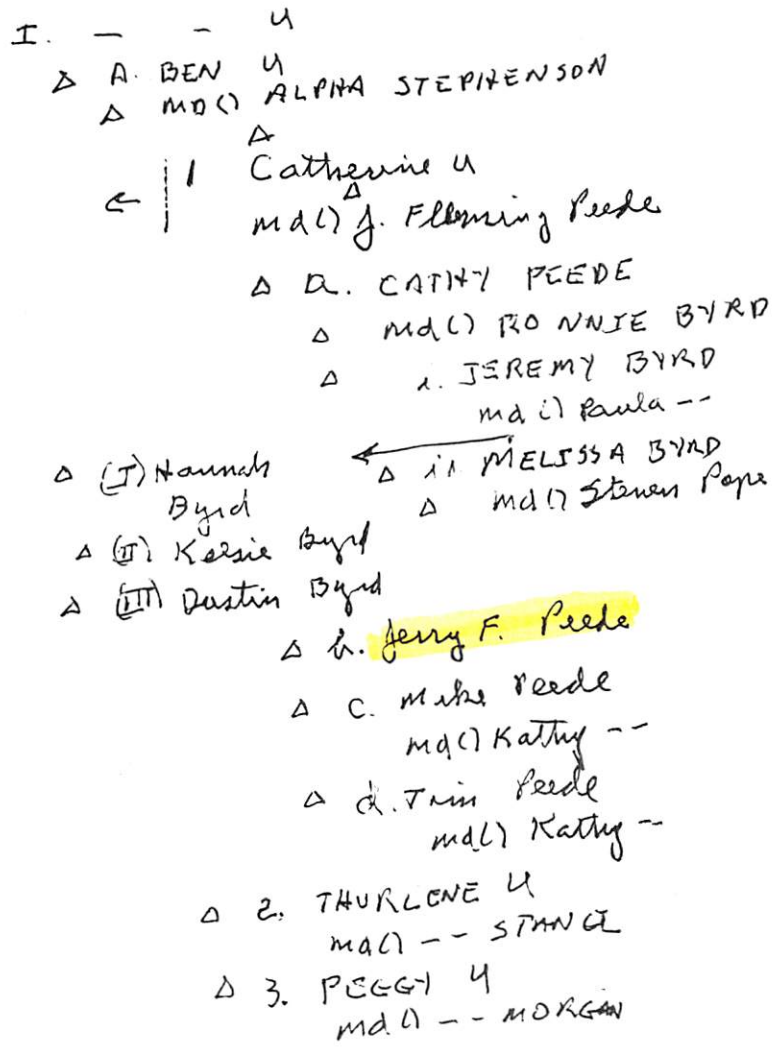 I. — — U
Δ A. BEN U
Δ MD () ALPHA STEPHENSON
Δ
1 Catherine U
Δ
md () J. Flleming Peede
Δ a. CATHY PEEDE
Δ md () RONNIE BYRD
Δ i. JEREMY BYRD
md () Paula --
Δ ii MELISSA BYRD
Δ md () Steven Pope
Δ (I) Hannah
Byrd
Δ (II) Kelsie Byrd
Δ (III) Dustin Byrd
Δ b. Jerry F. Peede
Δ c. Mike Peede
md () Kathy --
Δ d. Tim Peede
md () Kathy --
Δ 2. THURLENE U
md () -- STANCIL
Δ 3. PEGGY U
md. () -- MORGAN